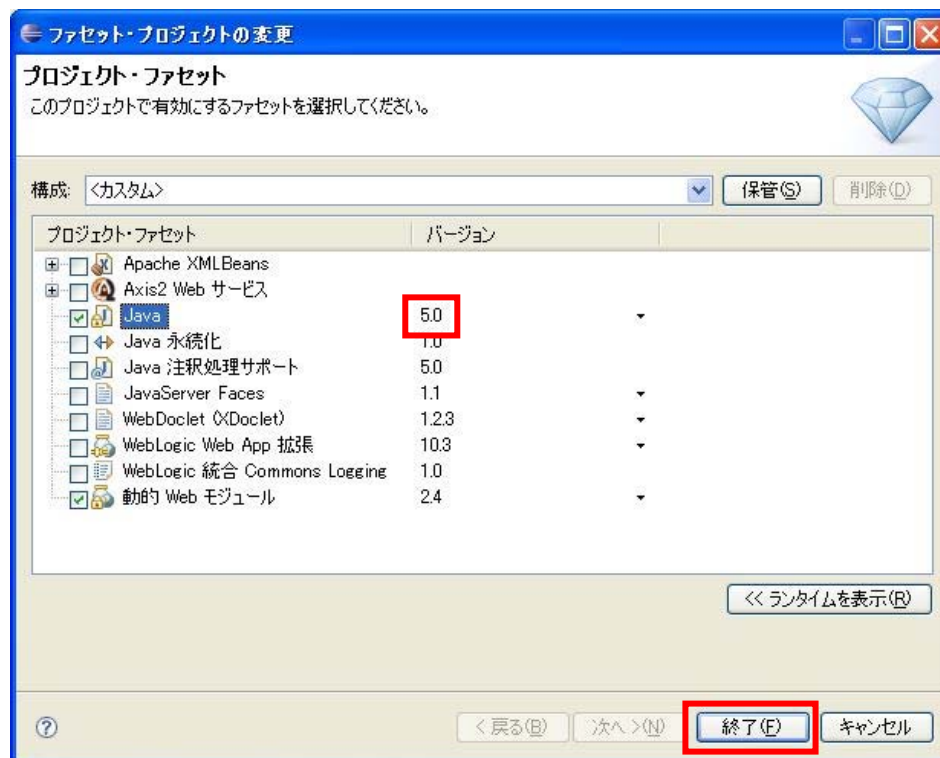 ファセット・プロジェクトの変更
プロジェクト・ファセット
このプロジェクトで有効にするファセットを選択してください。
構成: <カスタム> 保管(S) 削除(D)
プロジェクト・ファセット バージョン
Apache XMLBeans
Axis2 Web サービス
Java 5.0
Java 永続化 1.0
Java 注釈処理サポート 5.0
JavaServer Faces 1.1
WebDoclet (XDoclet) 1.2.3
WebLogic Web App 拡張 10.3
WebLogic 統合 Commons Logging 1.0
動的 Web モジュール 2.4
<< ランタイムを表示(R)
< 戻る(B) 次へ >(N) 終了(F) キャンセル